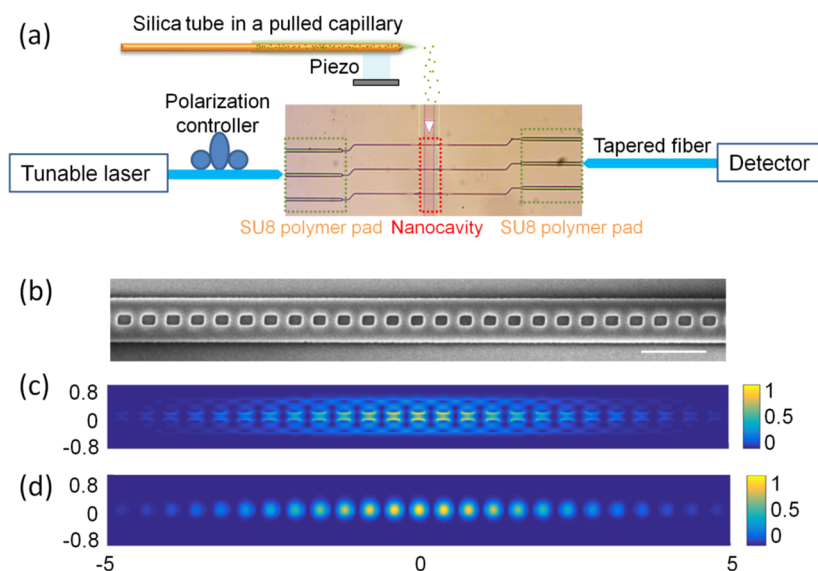 (a)
Silica tube in a pulled capillary
Piezo
Polarization
controller
Tunable laser
Tapered fiber
Detector
SU8 polymer pad
Nanocavity
SU8 polymer pad
(b)
(c)
0.8
0
-0.8
1
0.5
0
(d)
0.8
0
-0.8
1
0.5
0
-5
0
5